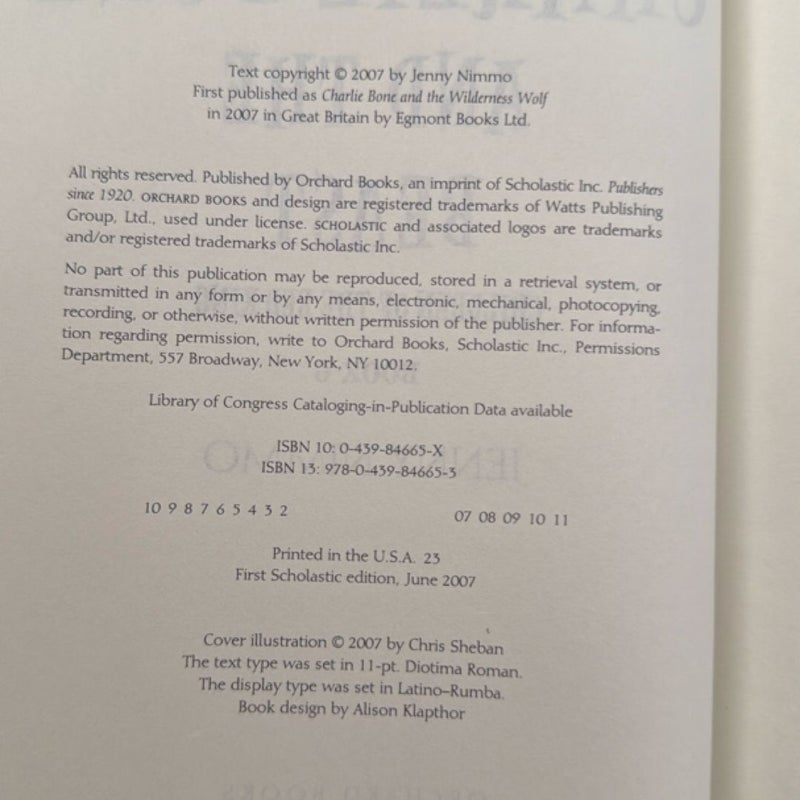 Text copyright © 2007 by Jenny Nimmo
First published as Charlie Bone and the Wilderness Wolf
in 2007 in Great Britain by Egmont Books Ltd.
All rights reserved. Published by Orchard Books, an imprint of Scholastic Inc. Publishers
since 1920. ORCHARD BOOKS and design are registered trademarks of Watts Publishing
Group, Ltd., used under license. SCHOLASTIC and associated logos are trademarks
and/or registered trademarks of Scholastic Inc.
No part of this publication may be reproduced, stored in a retrieval system, or
transmitted in any form or by any means, electronic, mechanical, photocopying,
recording, or otherwise, without written permission of the publisher. For informa-
tion regarding permission, write to Orchard Books, Scholastic Inc., Permissions
Department, 557 Broadway, New York, NY 10012.
Library of Congress Cataloging-in-Publication Data available
ISBN 10: 0-439-84665-X
ISBN 13: 978-0-439-84665-3
10 9 8 7 6 5 4 3 2 07 08 09 10 11
Printed in the U.S.A. 23
First Scholastic edition, June 2007
Cover illustration © 2007 by Chris Sheban
The text type was set in 11-pt. Diotima Roman.
The display type was set in Latino–Rumba.
Book design by Alison Klapthor